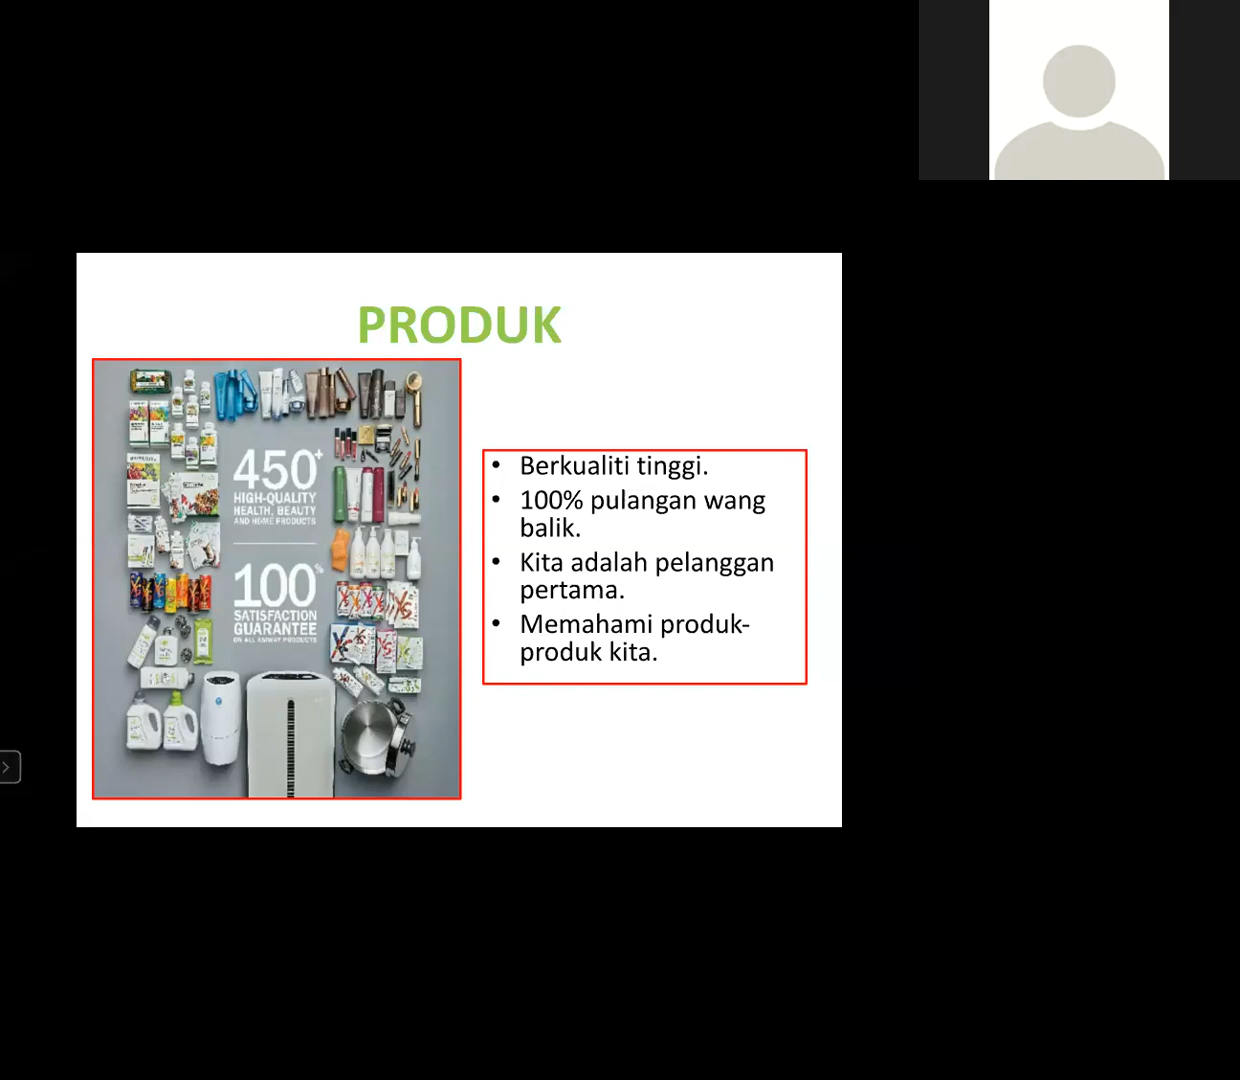 PRODUK
450+
HIGH-QUALITY
HEALTH, BEAUTY
AND HOME PRODUCTS
100%
SATISFACTION
GUARANTEE
ON ALL AMWAY PRODUCTS
• Berkualiti tinggi.
• 100% pulangan wang
balik.
• Kita adalah pelanggan
pertama.
• Memahami produk-
produk kita.